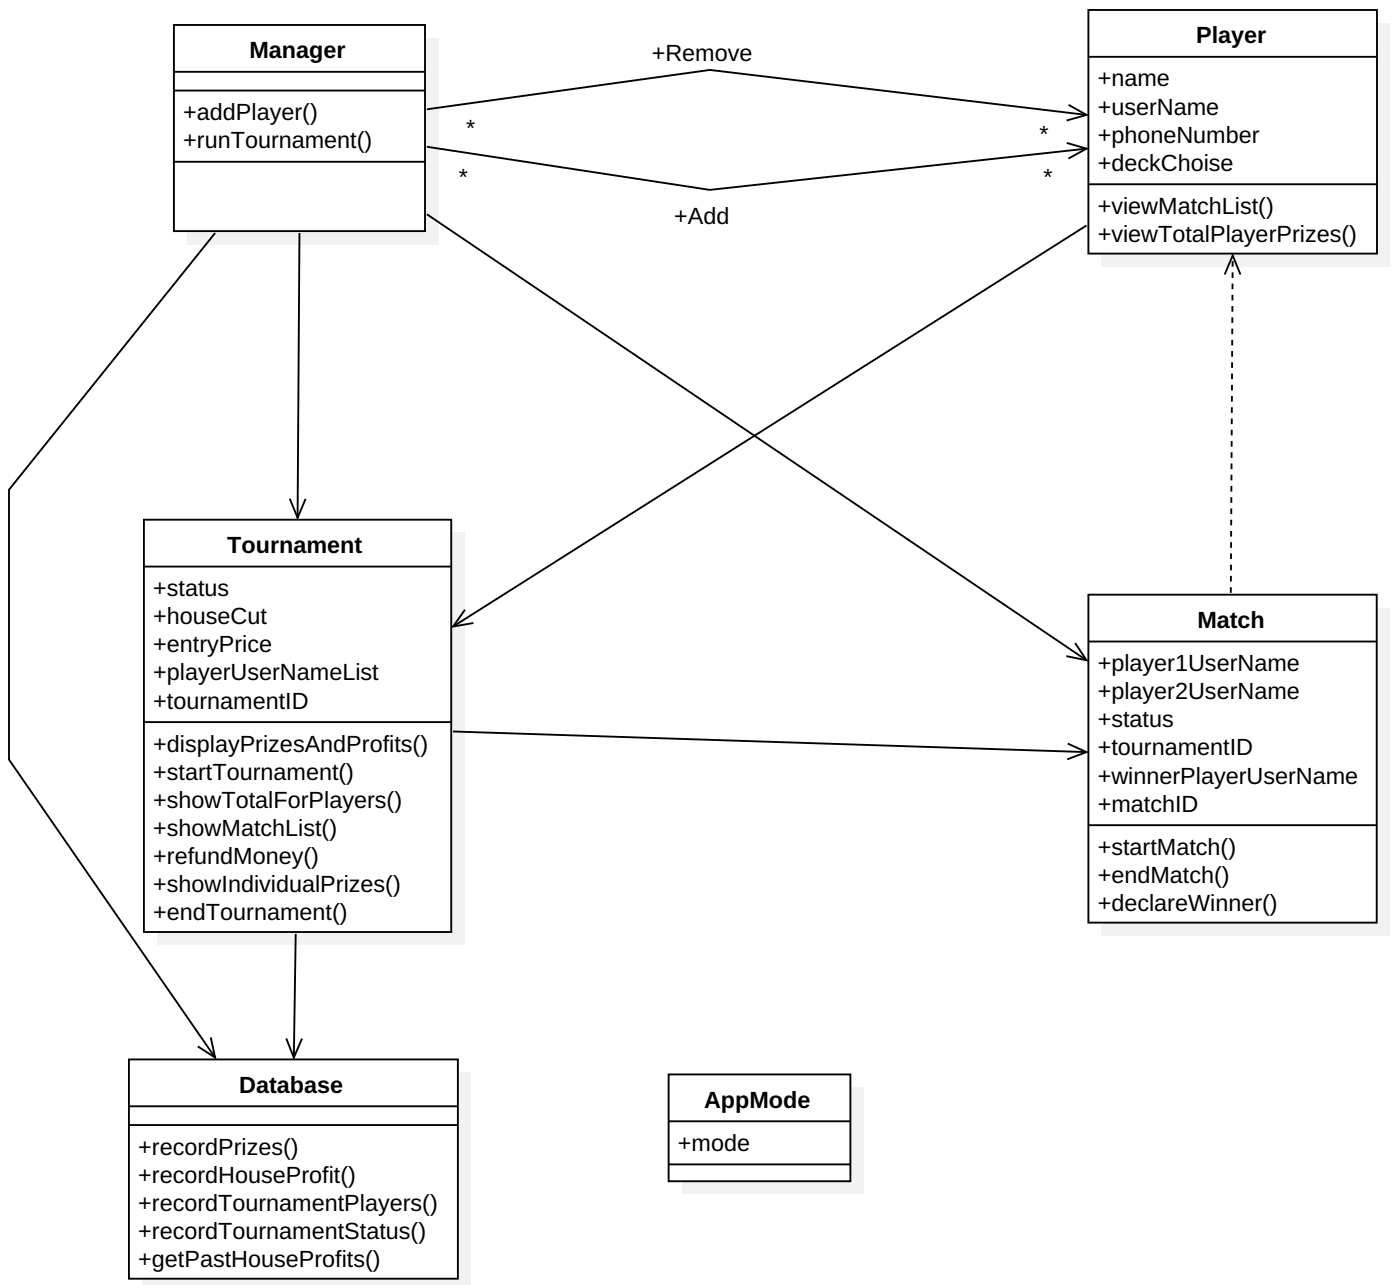 Manager
+addPlayer()
+runTournament()
+Remove
*
*
*
*
+Add
Player
+name
+userName
+phoneNumber
+deckChoise
+viewMatchList()
+viewTotalPlayerPrizes()
Tournament
+status
+houseCut
+entryPrice
+playerUserNameList
+tournamentID
+displayPrizesAndProfits()
+startTournament()
+showTotalForPlayers()
+showMatchList()
+refundMoney()
+showIndividualPrizes()
+endTournament()
Match
+player1UserName
+player2UserName
+status
+tournamentID
+winnerPlayerUserName
+matchID
+startMatch()
+endMatch()
+declareWinner()
Database
+recordPrizes()
+recordHouseProfit()
+recordTournamentPlayers()
+recordTournamentStatus()
+getPastHouseProfits()
AppMode
+mode